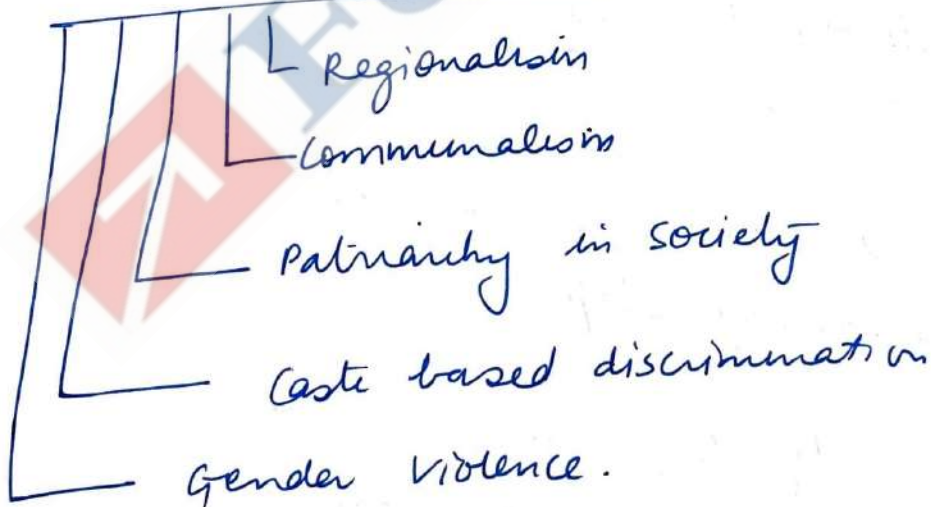 Regionalism
Communalism
Patriarchy in society
Caste based discrimination
Gender Violence.